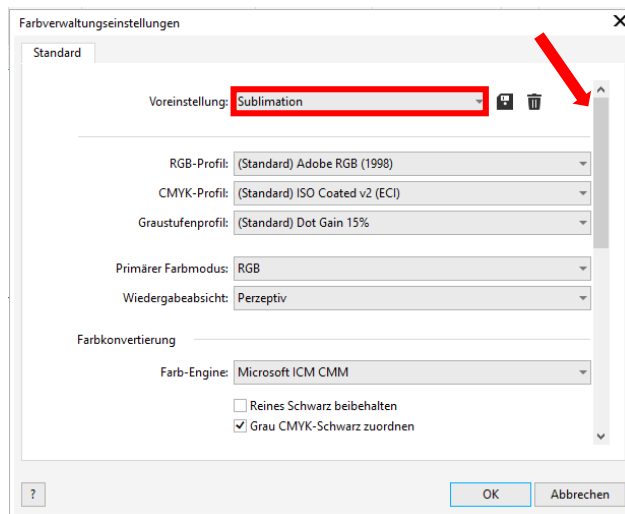 Farbverwaltungseinstellungen
Standard
Voreinstellung: Sublimation
RGB-Profil: (Standard) Adobe RGB (1998)
CMYK-Profil: (Standard) ISO Coated v2 (ECI)
Graustufenprofil: (Standard) Dot Gain 15%
Primärer Farbmodus: RGB
Wiedergabeabsicht: Perzeptiv
Farbkonvertierung
Farb-Engine: Microsoft ICM CMM
Reines Schwarz beibehalten
Grau CMYK-Schwarz zuordnen
? OK Abbrechen